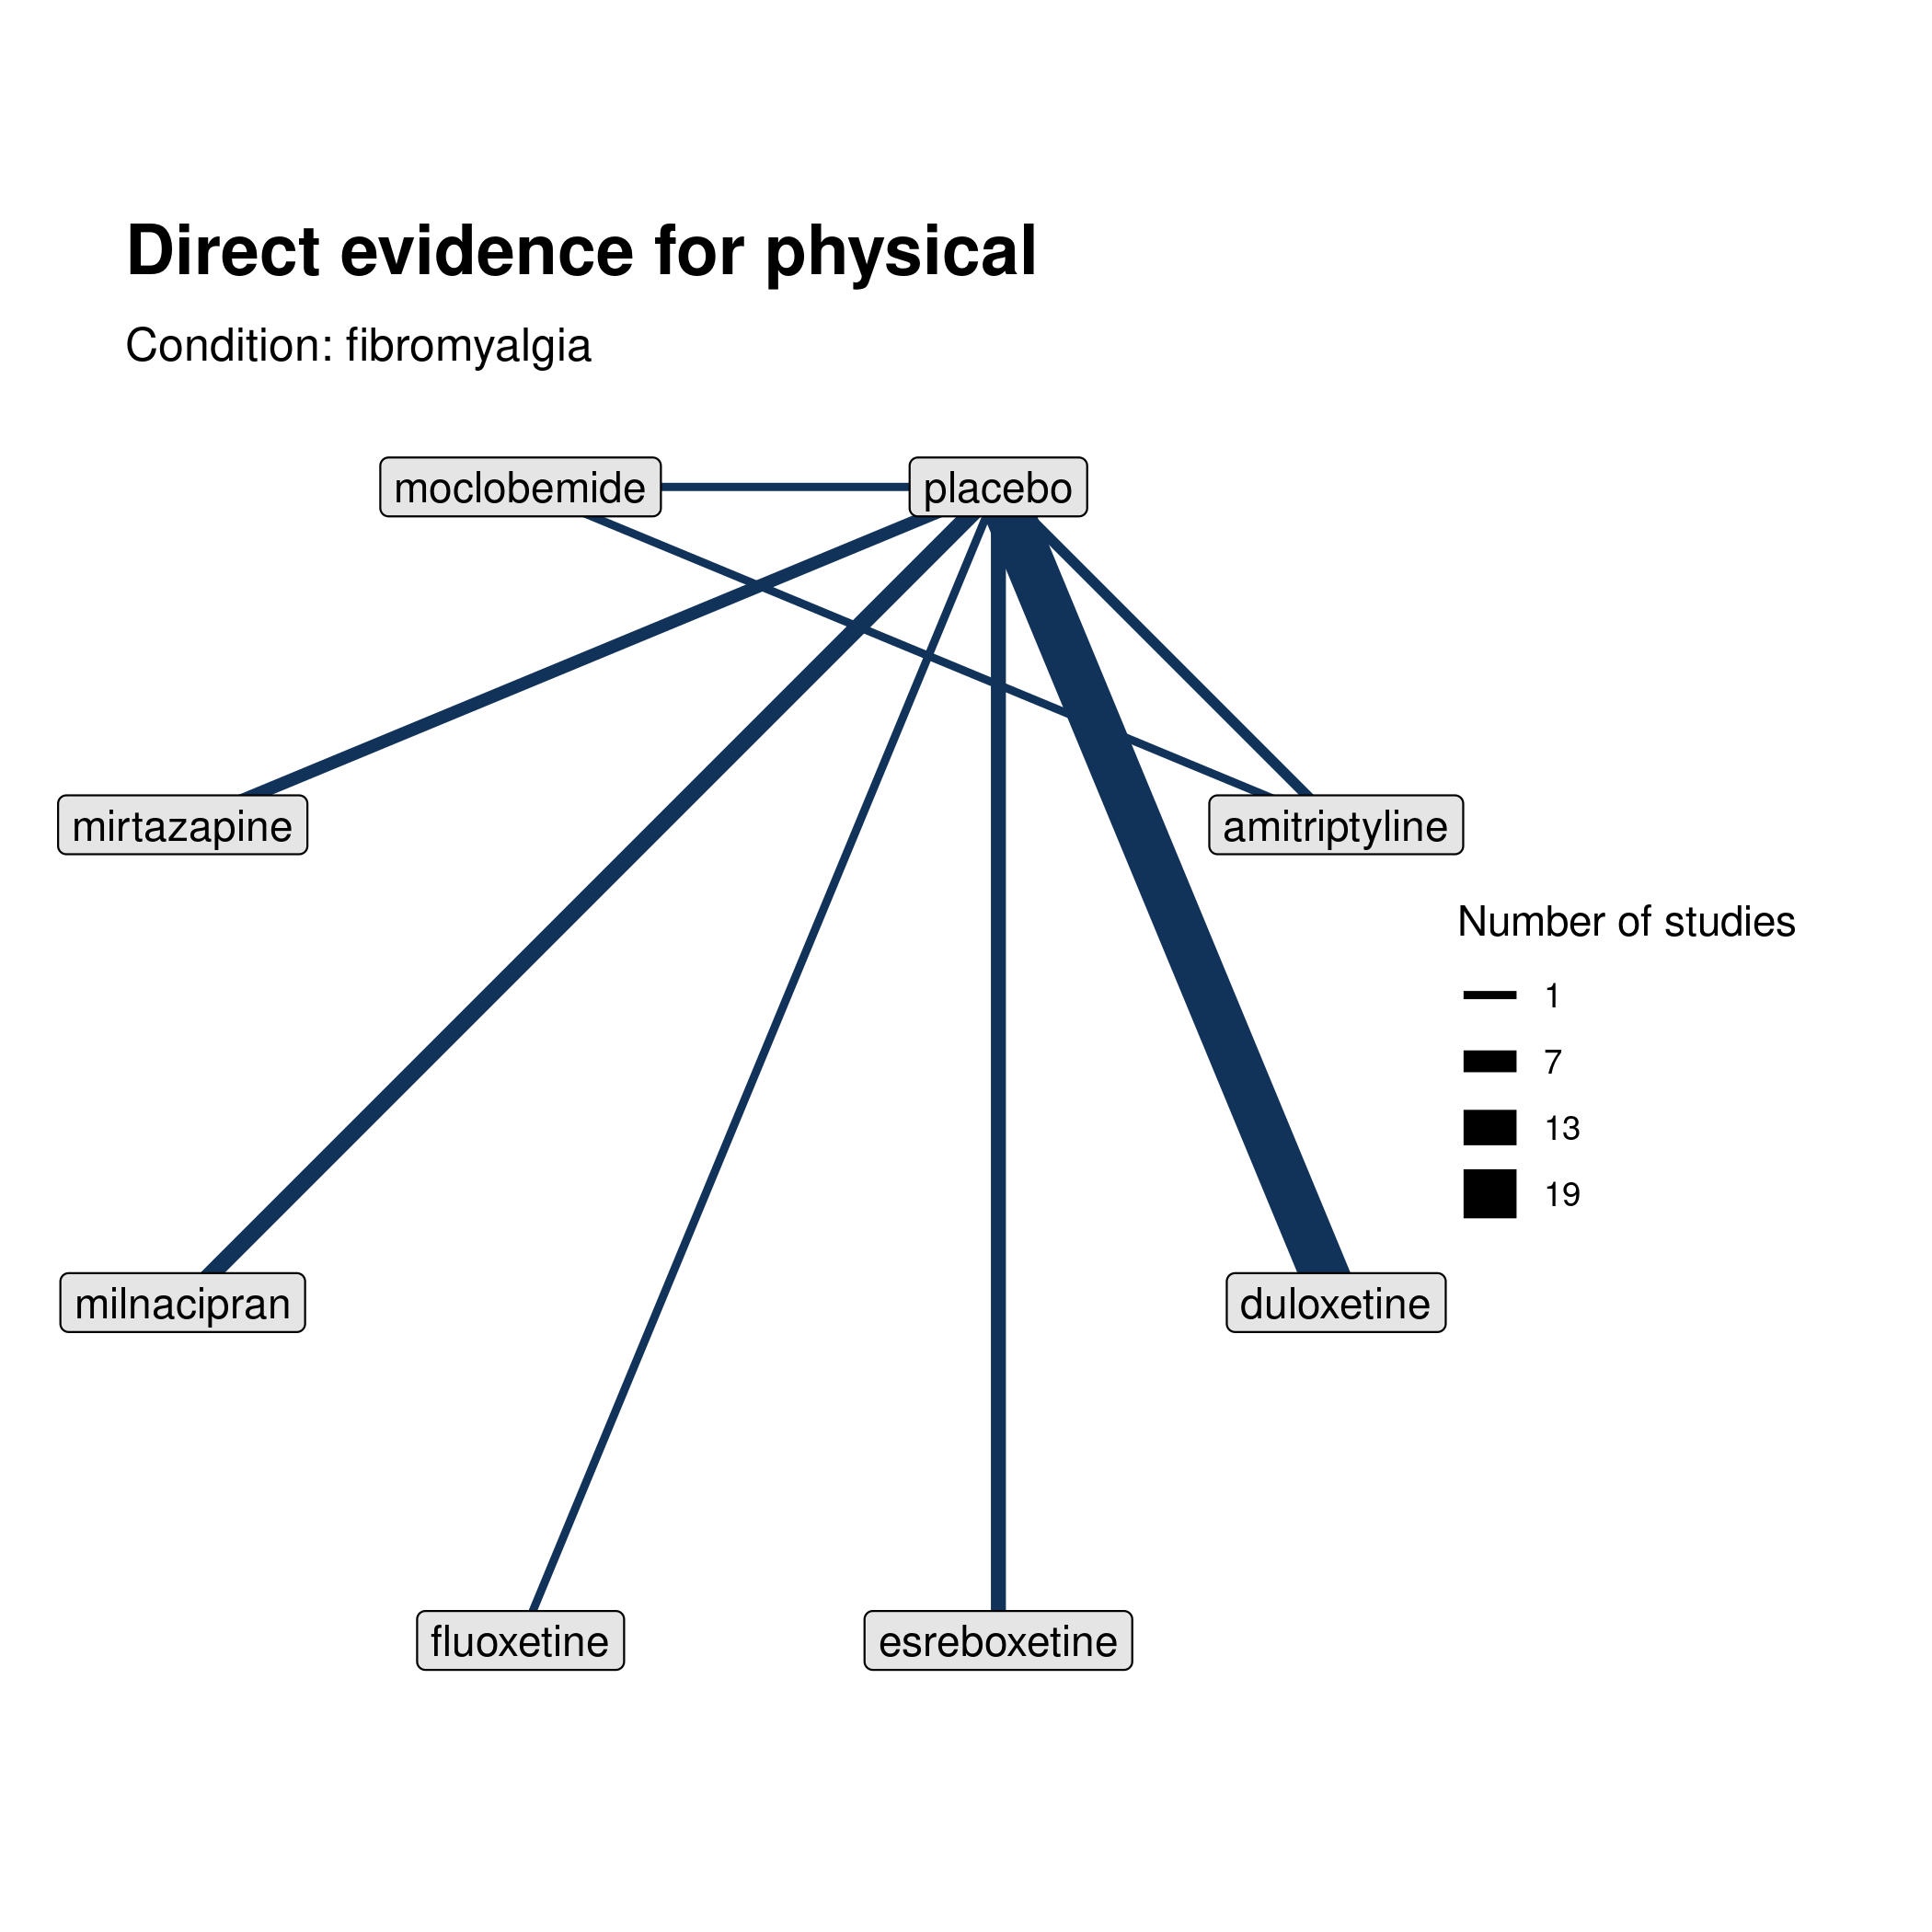 Direct evidence for physical
Condition: fibromyalgia
moclobemide
placebo
mirtazapine
amitriptyline
Number of studies
1
7
13
19
milnacipran
duloxetine
fluoxetine
esreboxetine